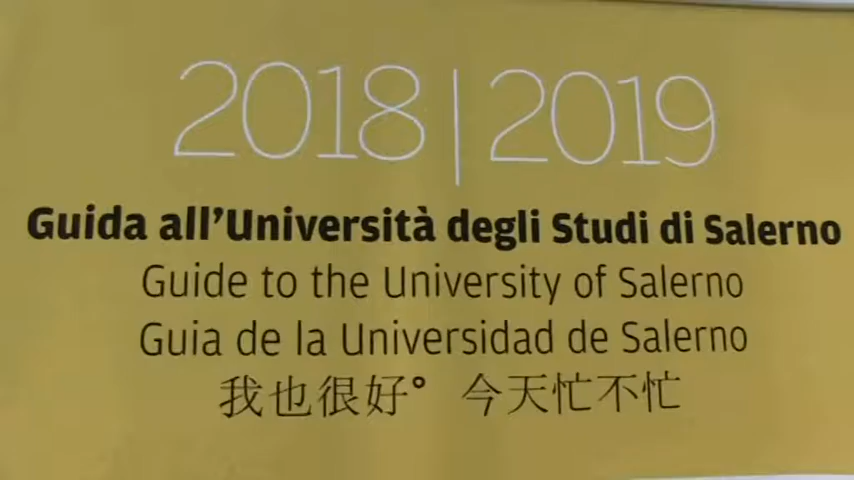 2018|2019
Guida all'Università degli Studi di Salerno
Guide to the University of Salerno
Guia de la Universidad de Salerno
我也很好° 今天忙不忙